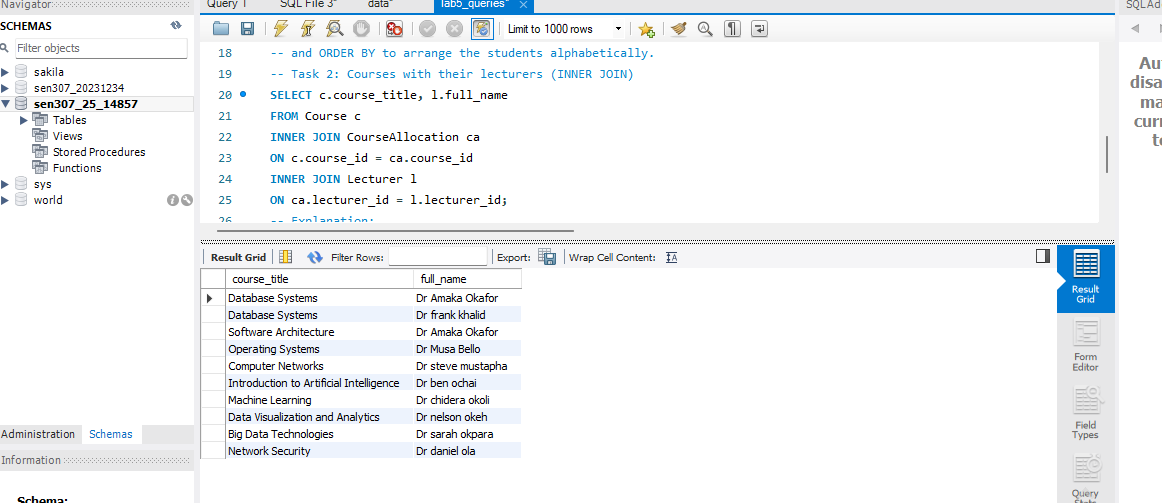 Navigator
Query 1
SQL File 3*
data*
lab5_queries*
SQLAd
SCHEMAS
Filter objects
sakila
sen307_20231234
sen307_25_14857
Tables
Views
Stored Procedures
Functions
sys
world
Administration
Schemas
Information
Schema:
Limit to 1000 rows
18 -- and ORDER BY to arrange the students alphabetically.
19 -- Task 2: Courses with their lecturers (INNER JOIN)
20 SELECT c.course_title, l.full_name
21 FROM Course c
22 INNER JOIN CourseAllocation ca
23 ON c.course_id = ca.course_id
24 INNER JOIN Lecturer l
25 ON ca.lecturer_id = l.lecturer_id;
26 -- Explanation:
Result Grid
Filter Rows:
Export:
Wrap Cell Content:
course_title full_name
Database Systems Dr Amaka Okafor
Database Systems Dr frank khalid
Software Architecture Dr Amaka Okafor
Operating Systems Dr Musa Bello
Computer Networks Dr steve mustapha
Introduction to Artificial Intelligence Dr ben ochai
Machine Learning Dr chidera okoli
Data Visualization and Analytics Dr nelson okeh
Big Data Technologies Dr sarah okpara
Network Security Dr daniel ola
Result
Grid
Form
Editor
Field
Types
Query
Au
disa
ma
curr
to